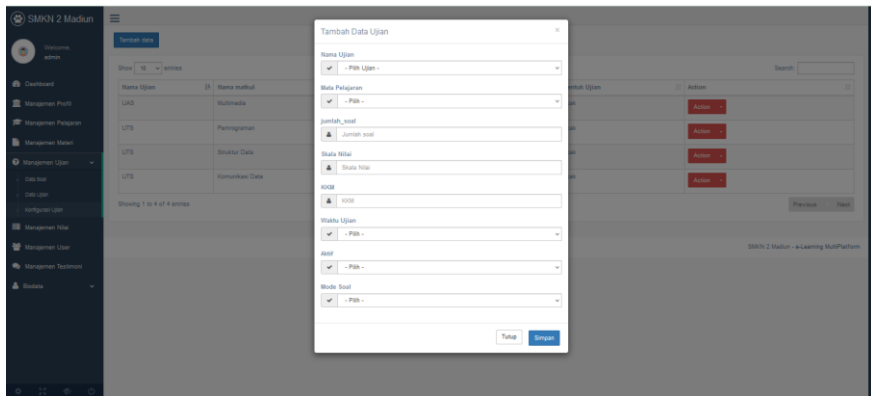 SMKN 2 Madiun
Welcome,
admin
Dashboard
Manajemen Profil
Manajemen Pelajaran
Manajemen Materi
Manajemen Ujian
Data Soal
Data Ujian
Konfigurasi Ujian
Manajemen Nilai
Manajemen User
Manajemen Testimoni
Biodata
Tambah data
Show 10 entries
Search:
Nama Ujian Nama matkul Ujian Action
UAS Multimedia Action
UTS Action
UTS Struktur Data Action
UTS Komunikasi Data Action
Showing 1 to 4 of 4 entries
Previous Next
SMKN 2 Madiun - e-Learning MultiPlatform
Tambah Data Ujian ×
Nama Ujian
- Pilih Ujian -
Mata Pelajaran
- Pilih -
jumlah_soal
Jumlah soal
Skala Nilai
Skala Nilai
KKM
KKM
Waktu Ujian
- Pilih -
Aktif
- Pilih -
Mode Soal
- Pilih -
Tutup Simpan